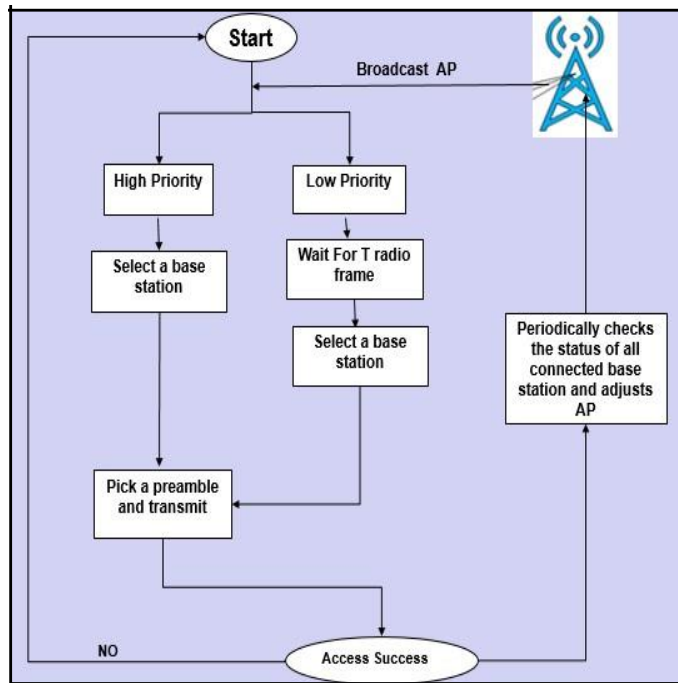 Start
Broadcast AP
High Priority
Low Priority
Select a base
station
Wait For T radio
frame
Select a base
station
Periodically checks
the status of all
connected base
station and adjusts
AP
Pick a preamble
and transmit
NO
Access Success